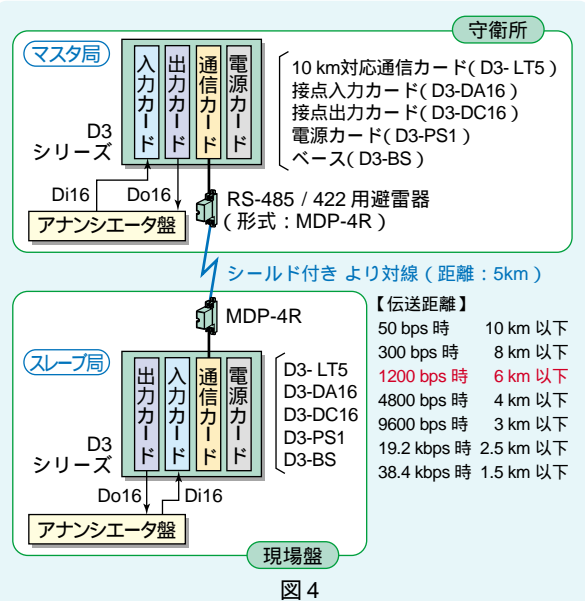 守衛所
マスタ局
入力カード
出力カード
通信カード
電源カード
D3
シリーズ
10 km対応通信カード( D3- LT5 )
接点入力カード( D3-DA16 )
接点出力カード( D3-DC16 )
電源カード( D3-PS1 )
ベース( D3-BS )
Di16
Do16
アナンシエータ盤
RS-485 / 422 用避雷器
( 形式:MDP-4R )
シールド付き より対線 ( 距離:5km )
MDP-4R
【伝送距離】
50 bps 時 10 km 以下
300 bps 時 8 km 以下
1200 bps 時 6 km 以下
4800 bps 時 4 km 以下
9600 bps 時 3 km 以下
19.2 kbps 時 2.5 km 以下
38.4 kbps 時 1.5 km 以下
スレーブ局
出力カード
入力カード
通信カード
電源カード
D3
シリーズ
D3- LT5
D3-DA16
D3-DC16
D3-PS1
D3-BS
Do16
Di16
アナンシエータ盤
現場盤
図 4